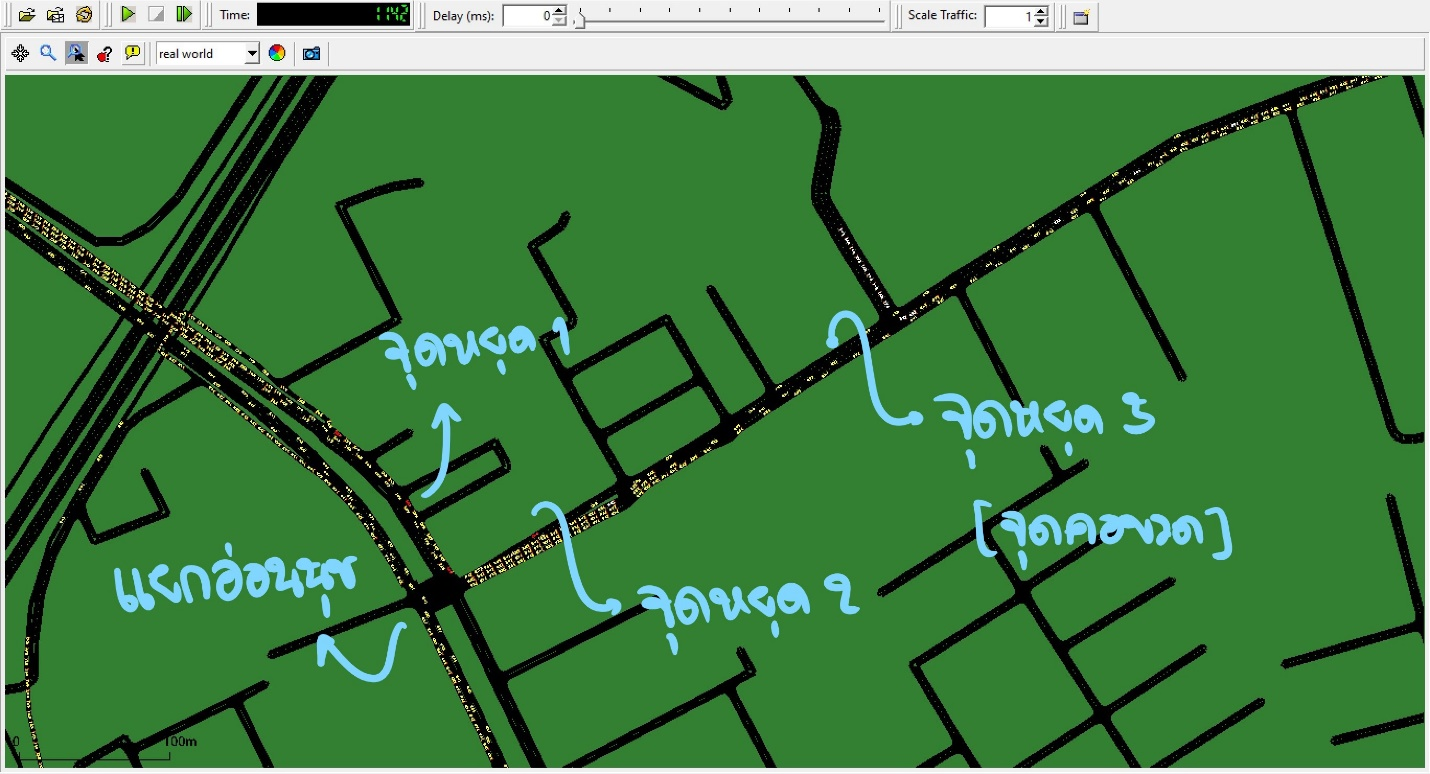 Time: 1142 Delay (ms): 0 Scale Traffic: 1
real world
จุดหยุด 1
จุดหยุด 3
[จุดคอขวด]
แยกอ่อนนุช
จุดหยุด 2
0 100m